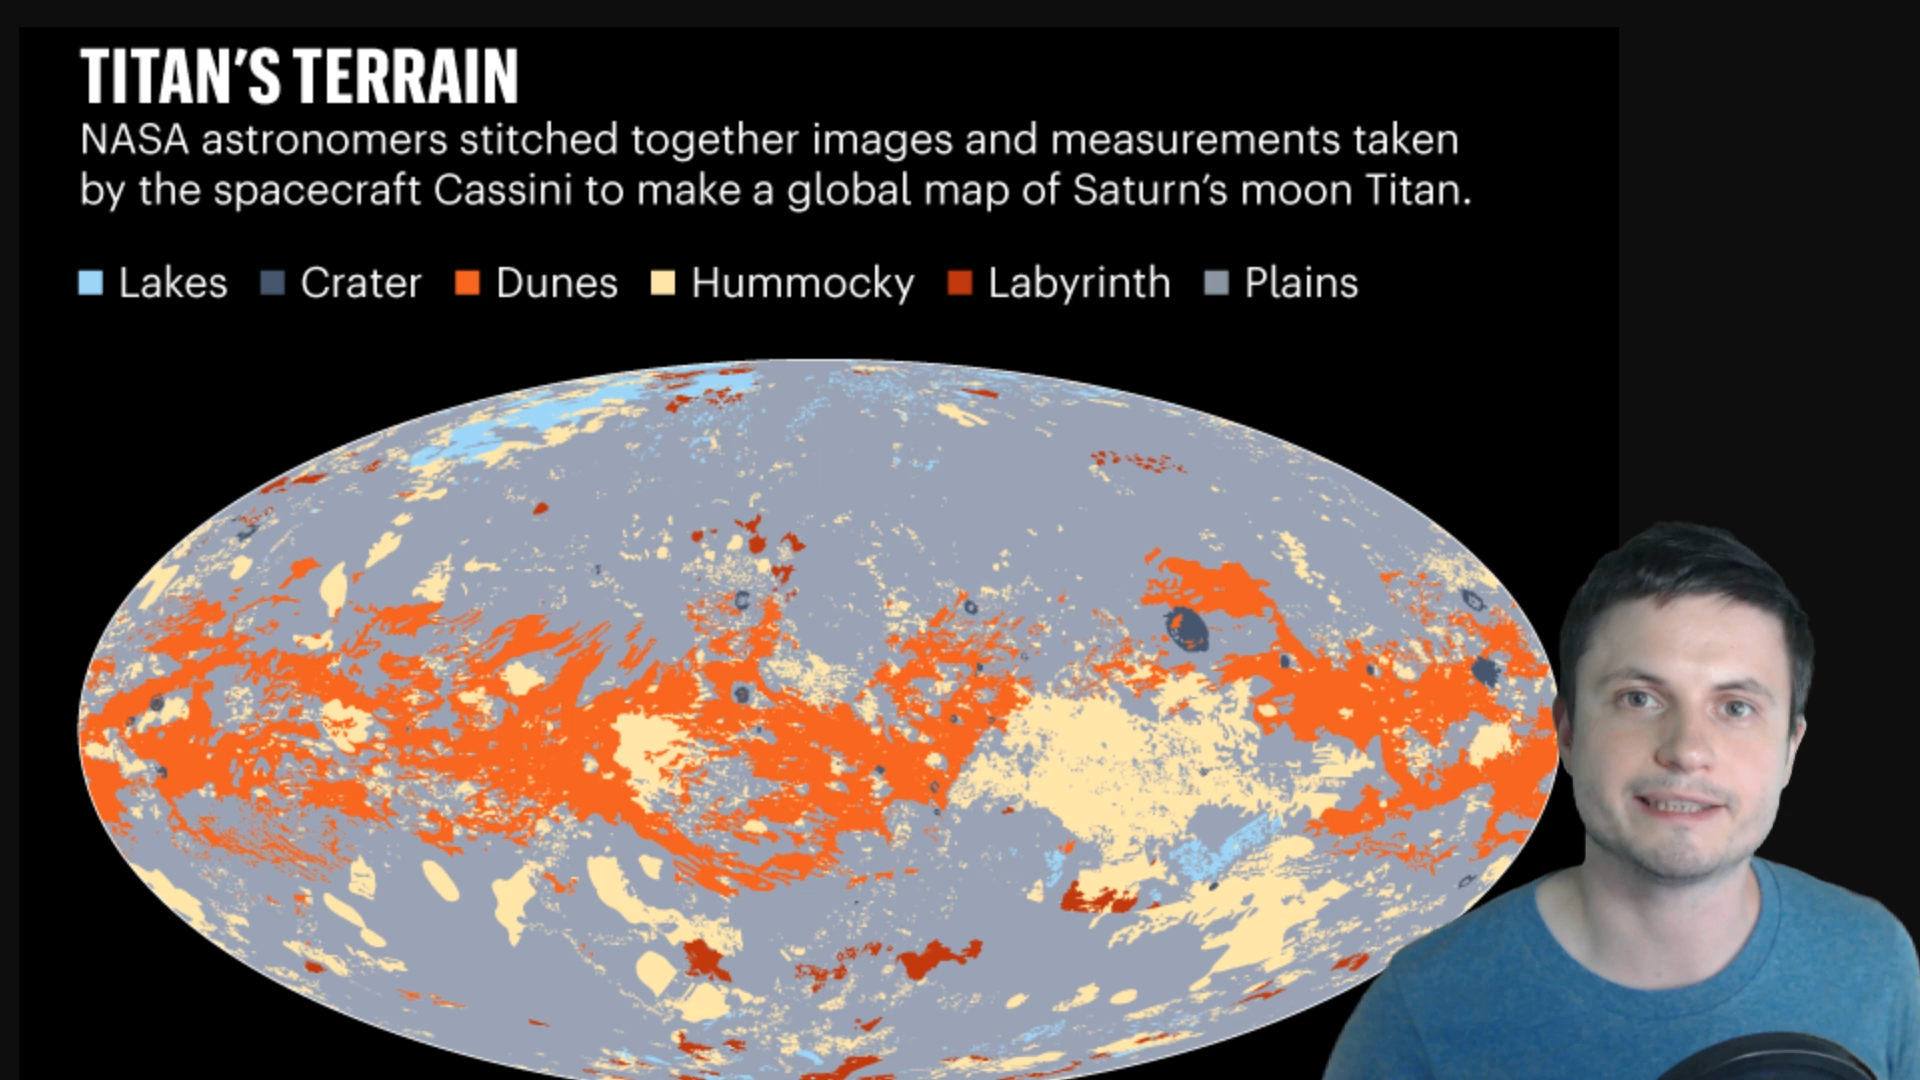 TITAN’S TERRAIN
NASA astronomers stitched together images and measurements taken
by the spacecraft Cassini to make a global map of Saturn’s moon Titan.
Lakes Crater Dunes Hummocky Labyrinth Plains